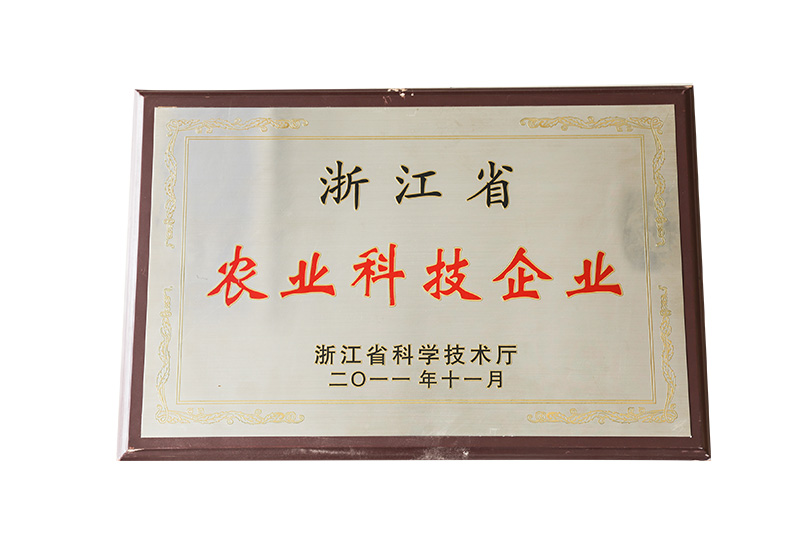 浙江省
农业科技企业
浙江省科学技术厅
二〇一一年十一月